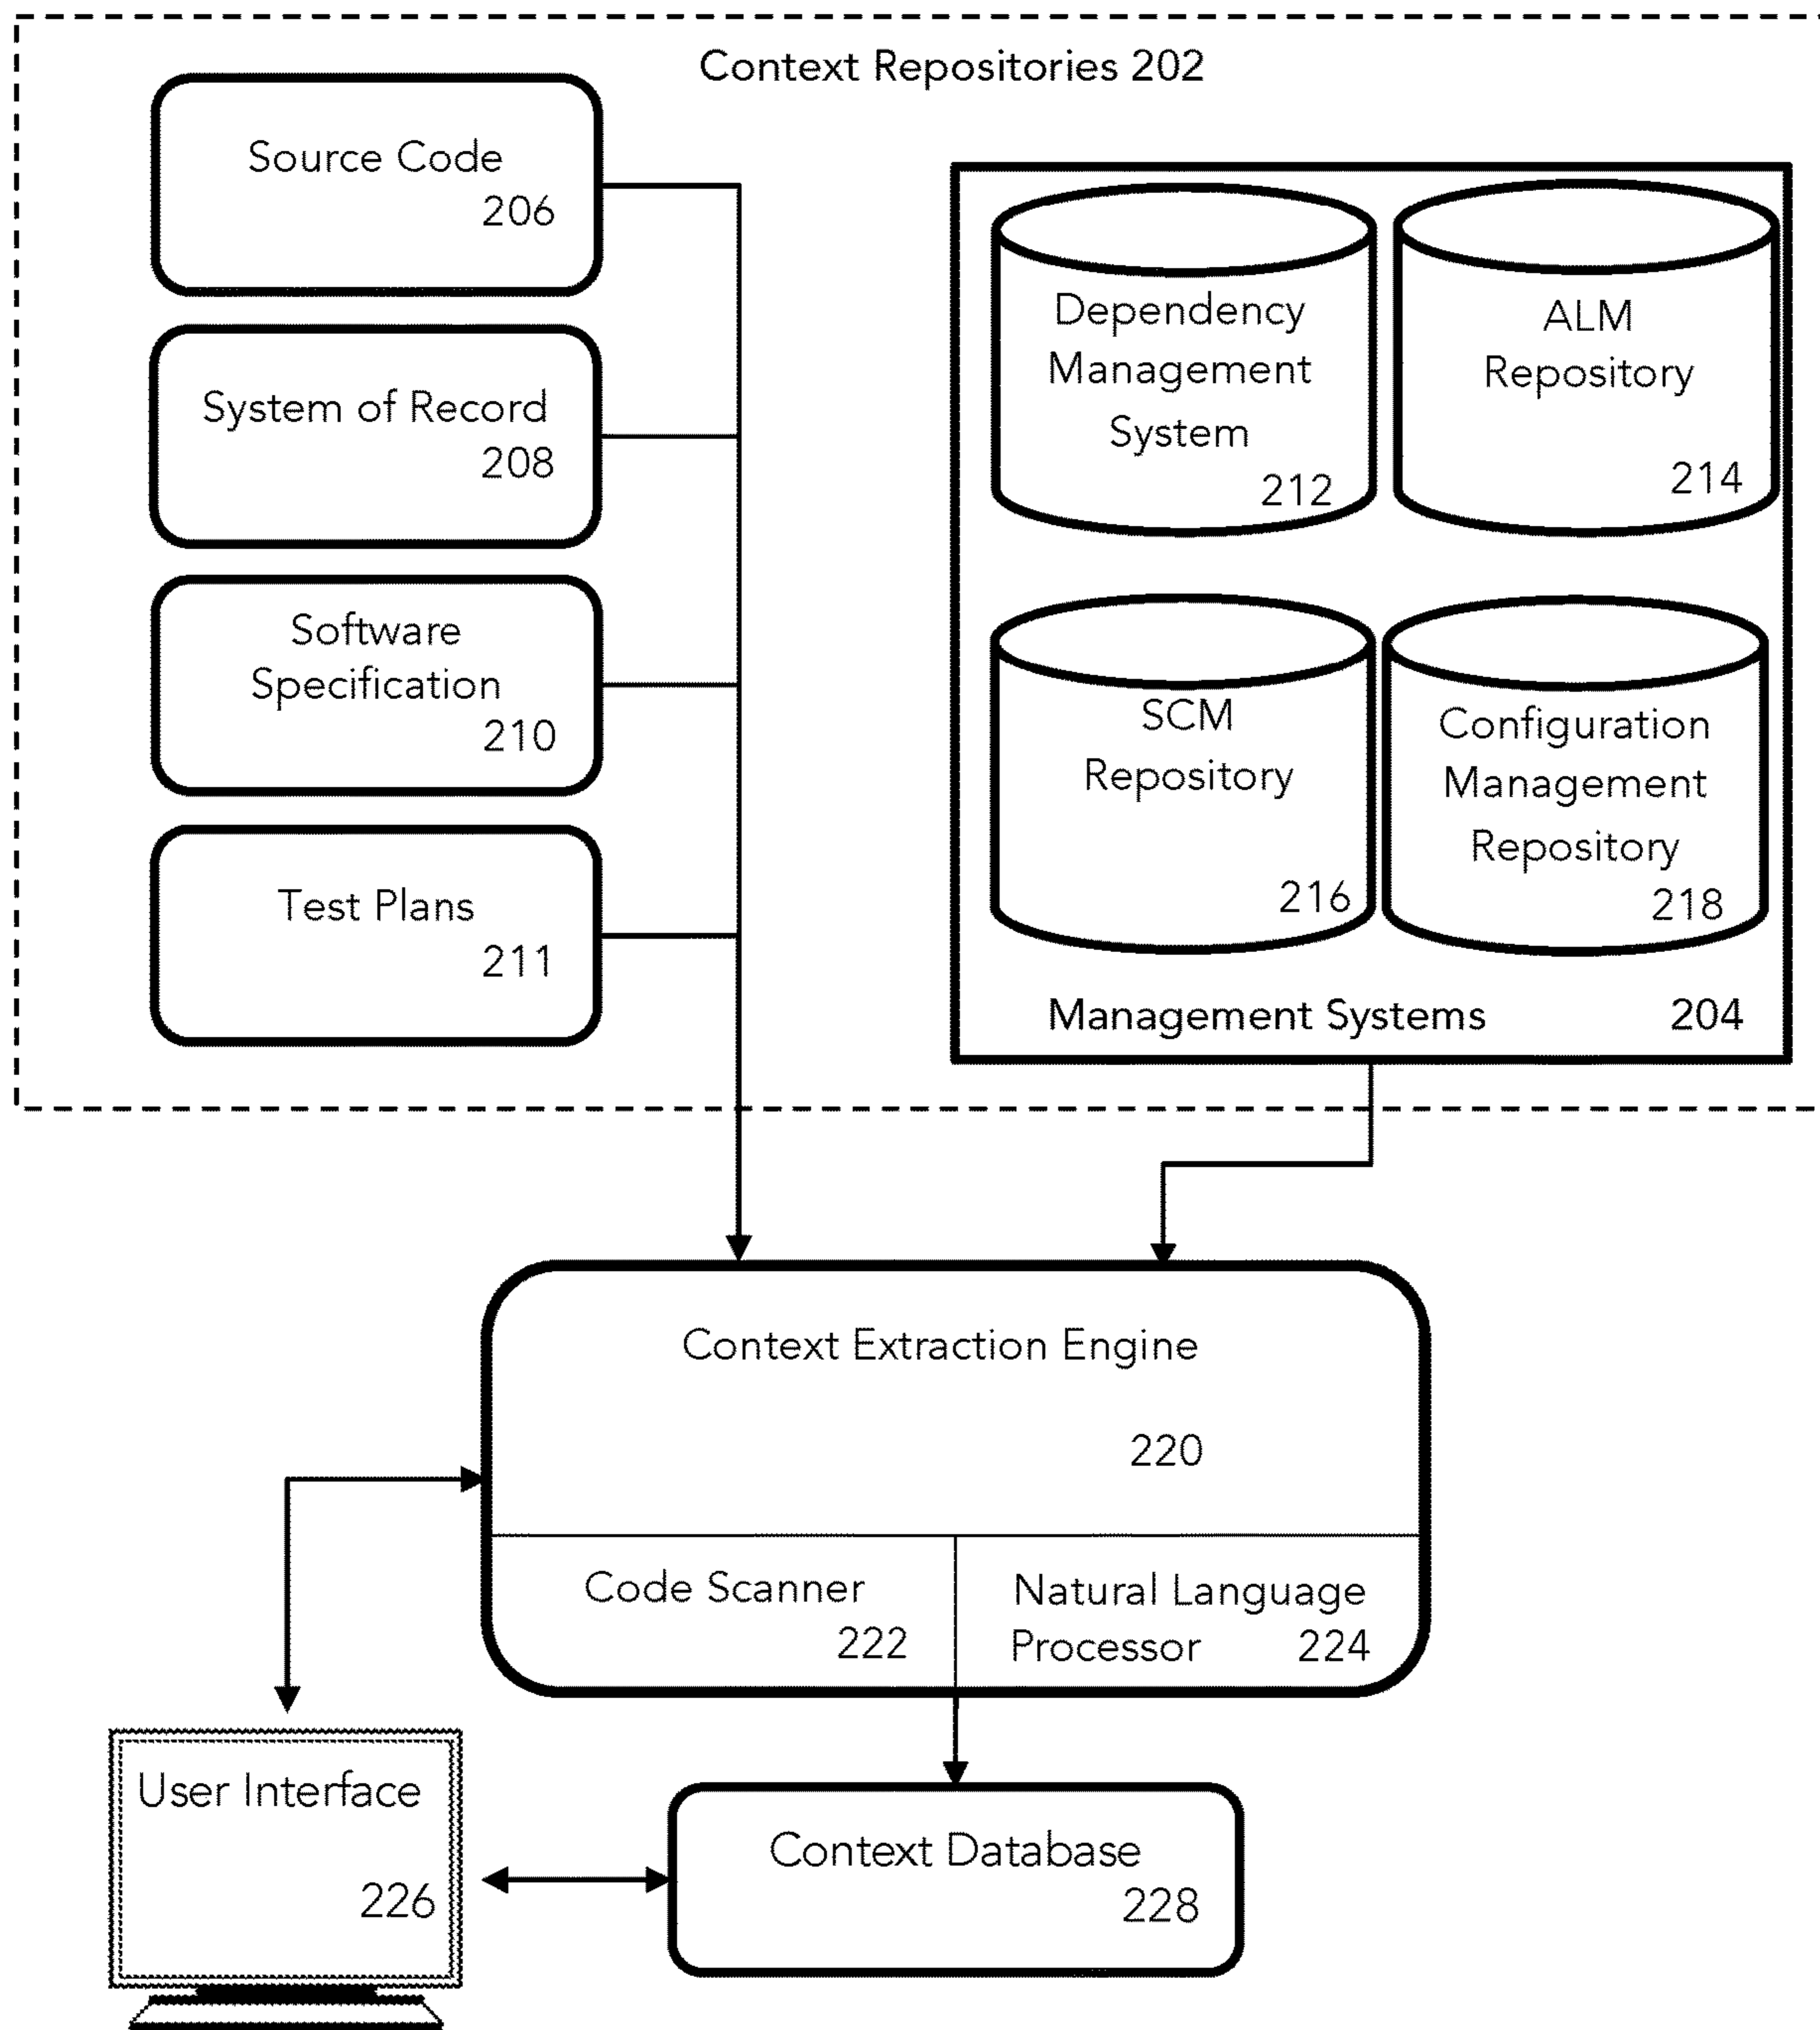 Context Repositories 202
Source Code
206
System of Record
208
Software
Specification
210
Test Plans
211
Dependency
Management
System
212
ALM
Repository
214
SCM
Repository
216
Configuration
Management
Repository
218
Management Systems 204
Context Extraction Engine
220
Code Scanner
222
Natural Language
Processor 224
User Interface
226
Context Database
228